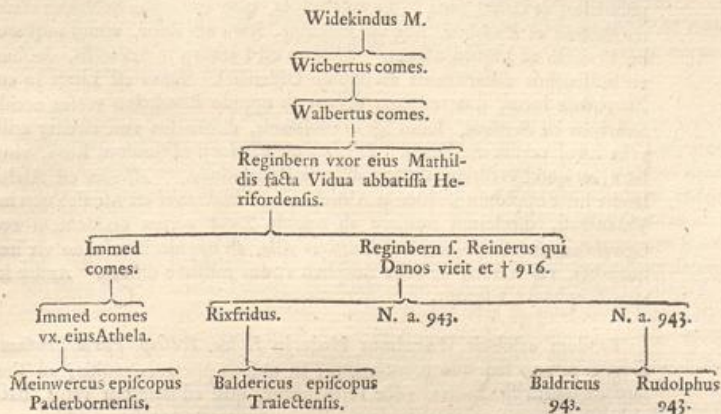 Widekindus M.
Wicbertus comes.
Walbertus comes.
Reginbern vxor eius Mathil-
dis facta Vidua abbatiſſa He-
rifordenſis.
Immed
comes.
Reginbern ſ. Reinerus qui
Danos vicit et † 916.
Immed comes
vx. eius Athela.
Rixfridus.
N. a. 943.
N. a. 943.
Meinwercus epiſcopus
Paderbornenſis.
Baldericus epiſcopus
Traiectenſis.
Baldricus
943.
Rudolphus
943.